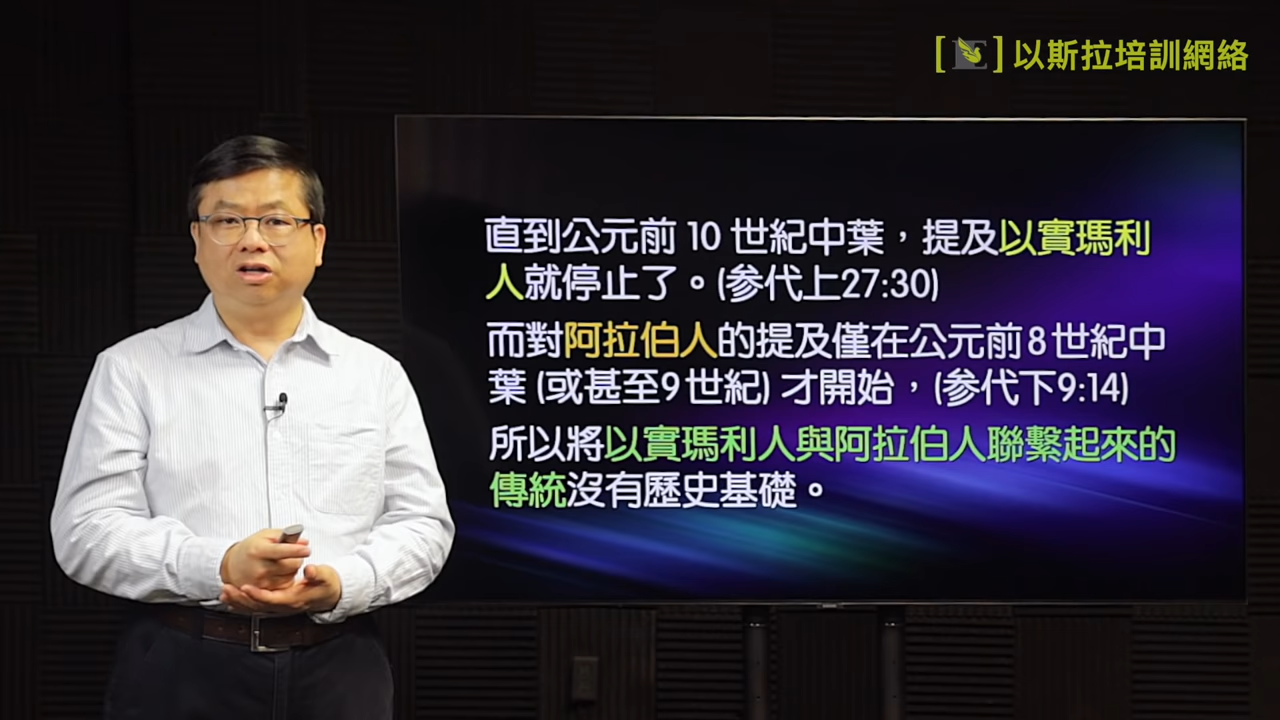 [E] 以斯拉培訓網絡
直到公元前 10 世紀中葉，提及以實瑪利
人就停止了。(参代上27:30)
而對阿拉伯人的提及僅在公元前 8 世紀中
葉 (或甚至9 世紀) 才開始，(参代下9:14)
所以將以實瑪利人與阿拉伯人聯繫起來的
傳統沒有歷史基礎。